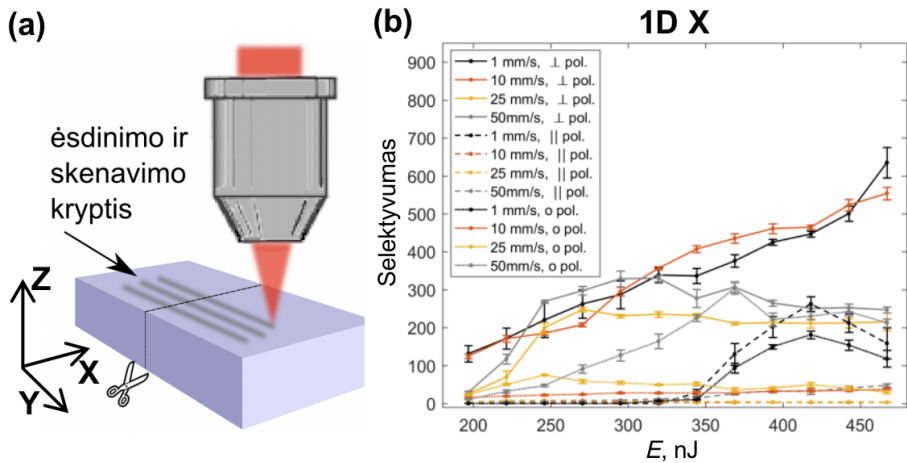 (a)
ėsdinimo ir
skenavimo
kryptis
Z
X
Y
(b)
1D X
Selektyvumas
900
800
700
600
500
400
300
200
100
0
1 mm/s, ⊥ pol.
10 mm/s, ⊥ pol.
25 mm/s, ⊥ pol.
50mm/s, ⊥ pol.
1 mm/s, || pol.
10 mm/s, || pol.
25 mm/s, || pol.
50mm/s, || pol.
1 mm/s, o pol.
10 mm/s, o pol.
25 mm/s, o pol.
50mm/s, o pol.
200 250 300 350 400 450
E, nJ